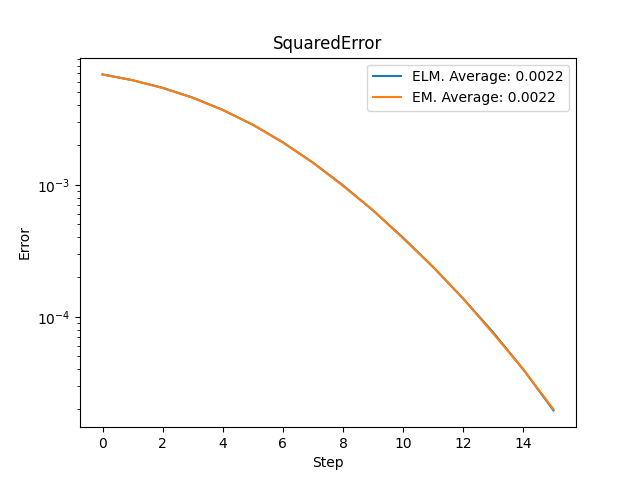 SquaredError
ELM. Average: 0.0022
EM. Average: 0.0022
Error
10⁻³
10⁻⁴
0 2 4 6 8 10 12 14
Step